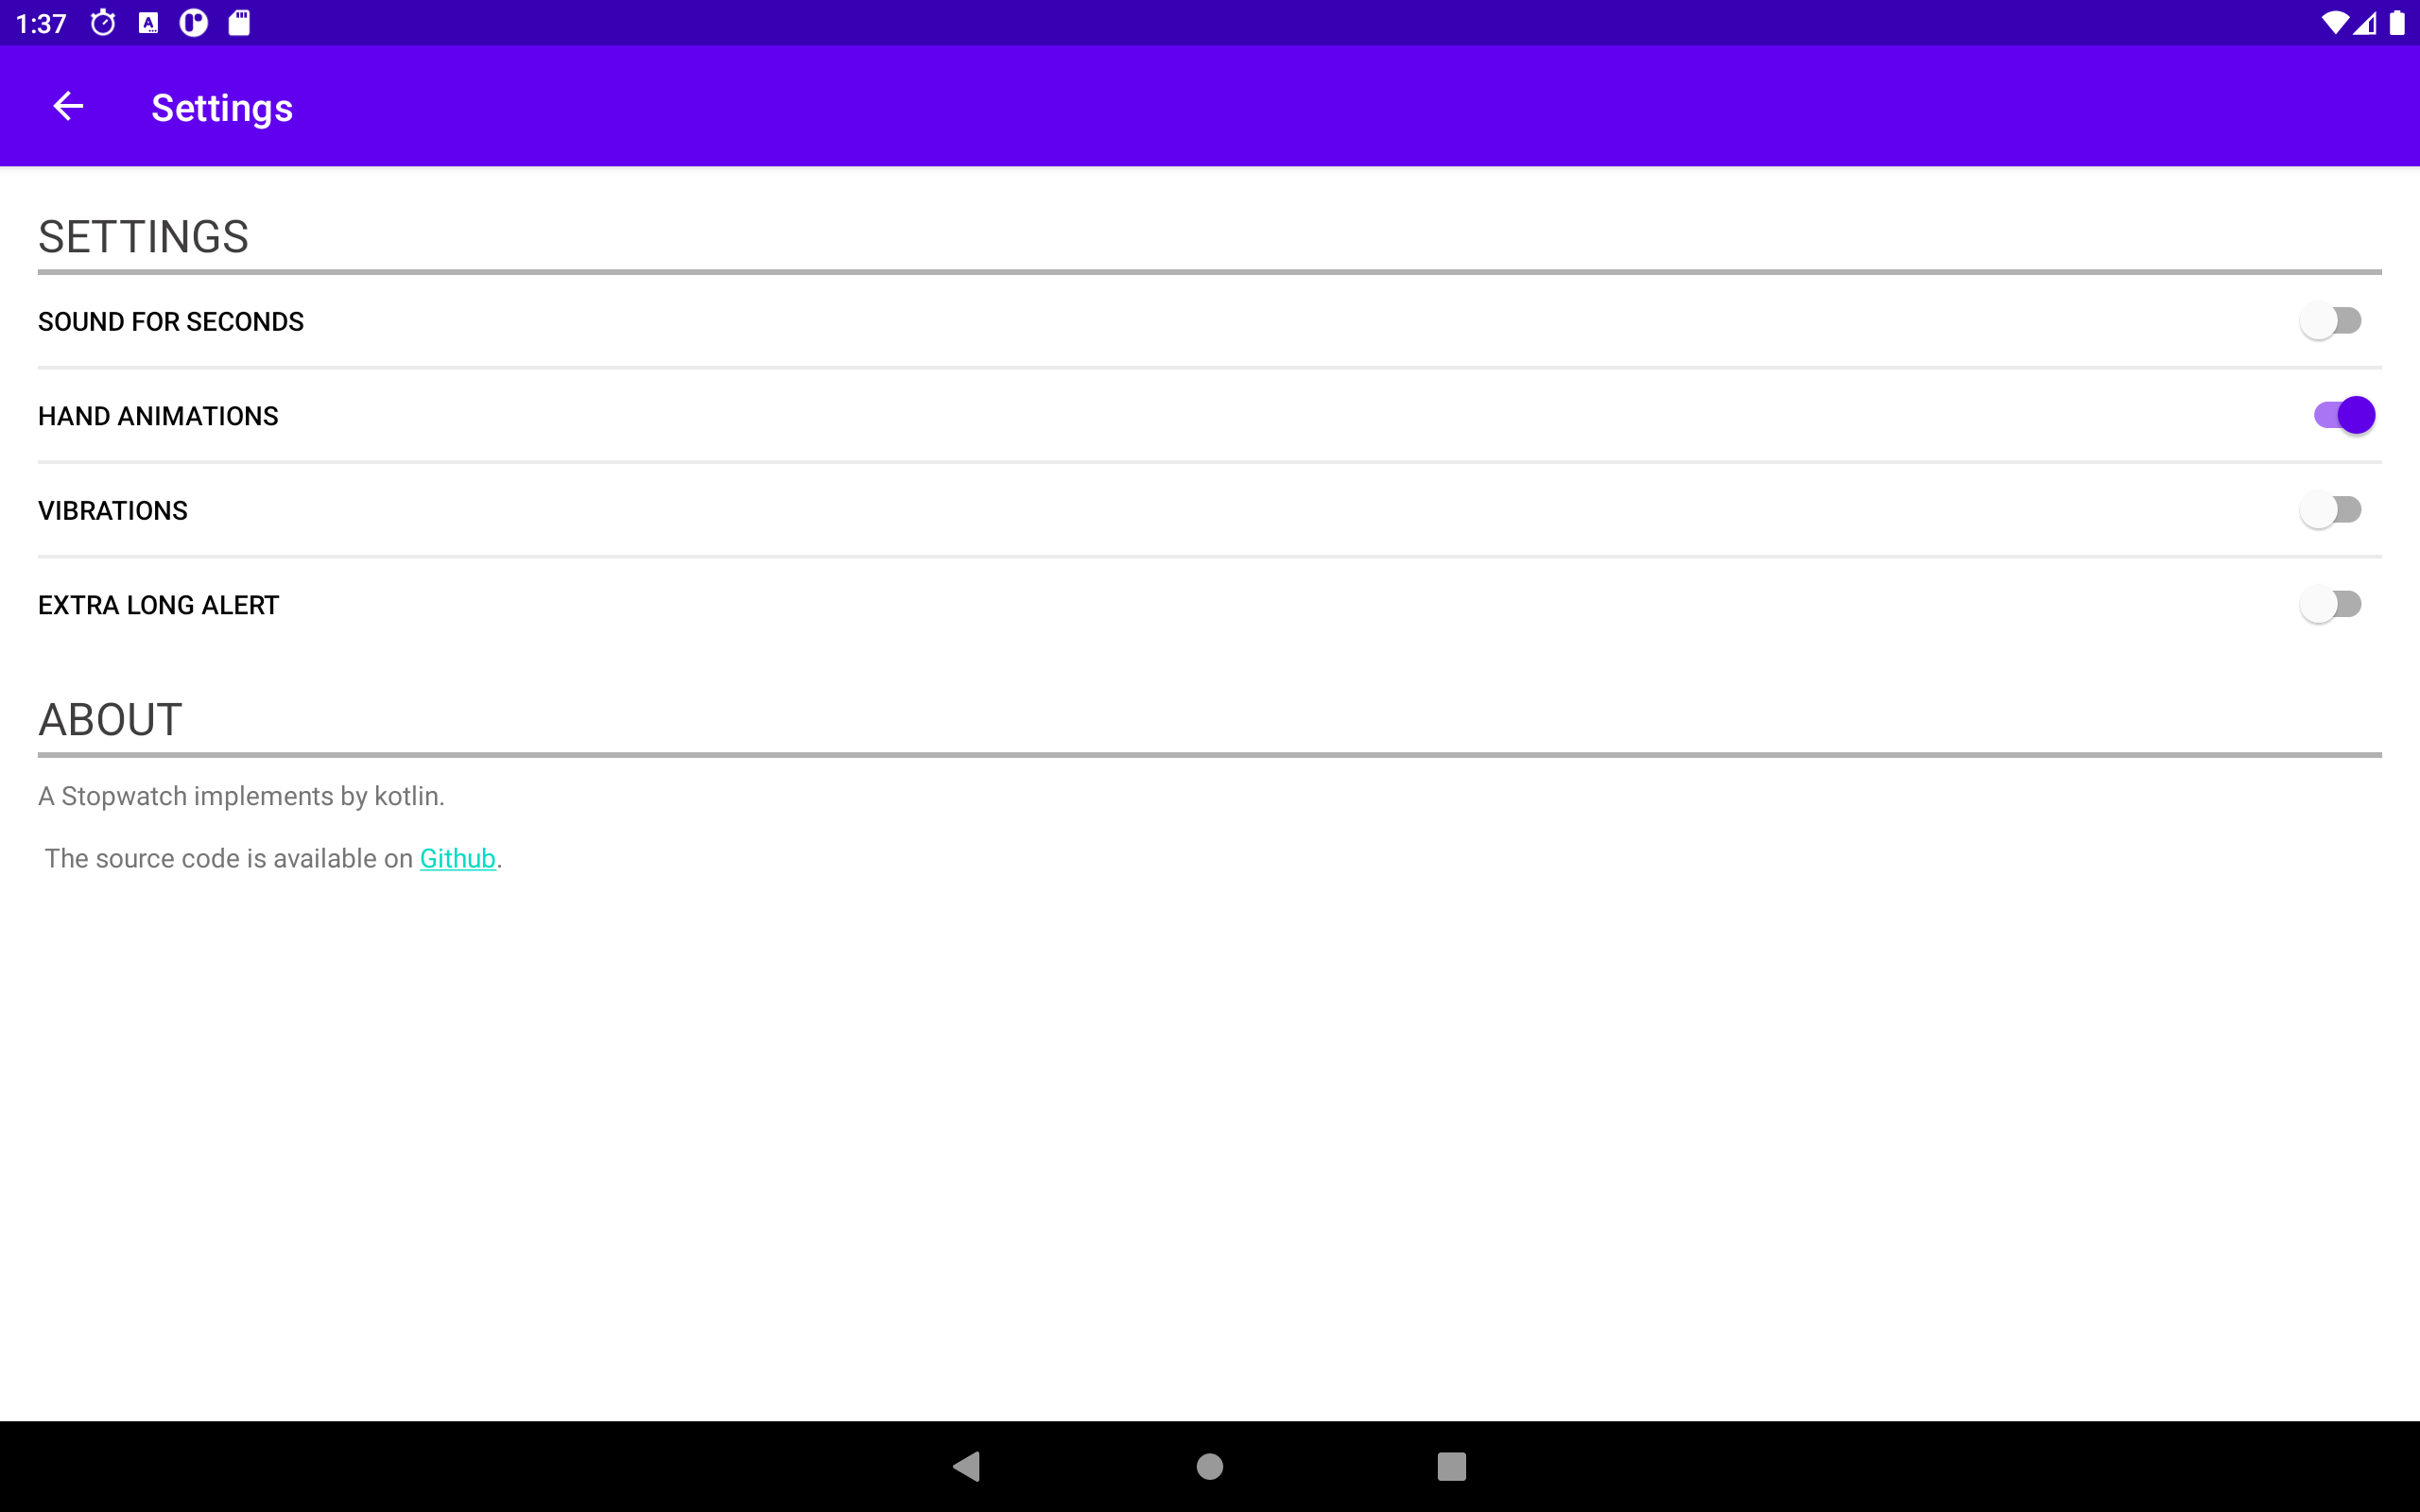 1:37
Settings
SETTINGS
SOUND FOR SECONDS
HAND ANIMATIONS
VIBRATIONS
EXTRA LONG ALERT
ABOUT
A Stopwatch implements by kotlin.
The source code is available on Github.